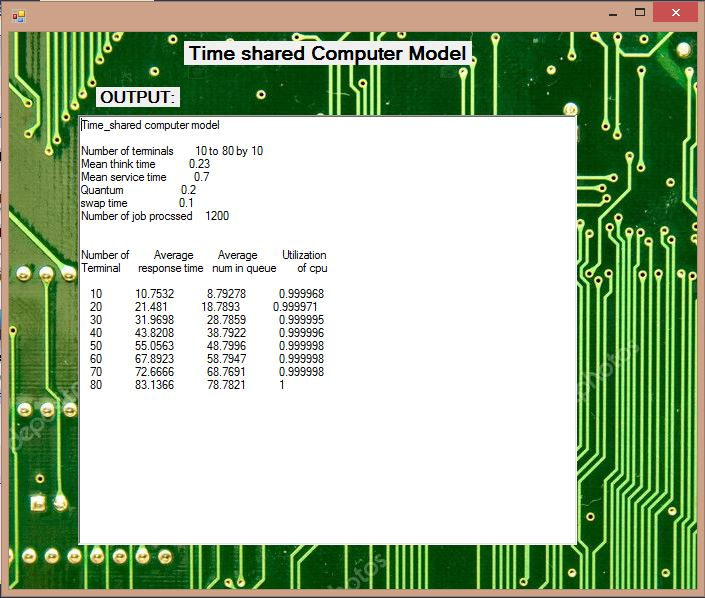 Time shared Computer Model
OUTPUT:
Time_shared computer model
Number of terminals 10 to 80 by 10
Mean think time 0.23
Mean service time 0.7
Quantum 0.2
swap time 0.1
Number of job procssed 1200
Number of Average Average Utilization
Terminal response time num in queue of cpu
10 10.7532 8.79278 0.999968
20 21.481 18.7893 0.999971
30 31.9698 28.7859 0.999995
40 43.8208 38.7922 0.999996
50 55.0563 48.7996 0.999998
60 67.8923 58.7947 0.999998
70 72.6666 68.7691 0.999998
80 83.1366 78.7821 1